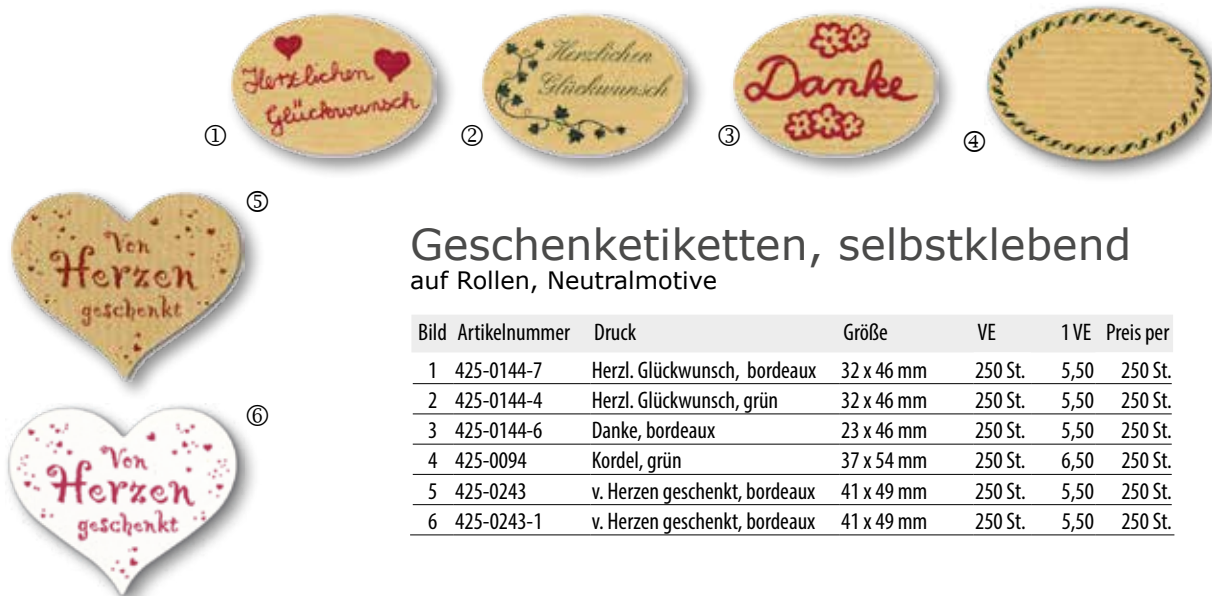 Herzlichen
Glückwunsch
①
Herzlichen
Glückwunsch
②
Danke
③
④
⑤
Von
Herzen
geschenkt
⑥
Von
Herzen
geschenkt
Geschenketiketten, selbstklebend
auf Rollen, Neutralmotive
Bild Artikelnummer Druck Größe VE 1 VE Preis per
1 425-0144-7 Herzl. Glückwunsch, bordeaux 32 x 46 mm 250 St. 5,50 250 St.
2 425-0144-4 Herzl. Glückwunsch, grün 32 x 46 mm 250 St. 5,50 250 St.
3 425-0144-6 Danke, bordeaux 23 x 46 mm 250 St. 5,50 250 St.
4 425-0094 Kordel, grün 37 x 54 mm 250 St. 6,50 250 St.
5 425-0243 v. Herzen geschenkt, bordeaux 41 x 49 mm 250 St. 5,50 250 St.
6 425-0243-1 v. Herzen geschenkt, bordeaux 41 x 49 mm 250 St. 5,50 250 St.